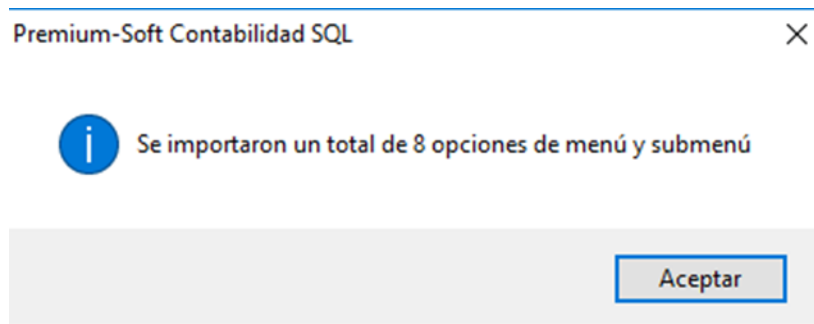 Premium-Soft Contabilidad SQL
Se importaron un total de 8 opciones de menú y submenú
Aceptar